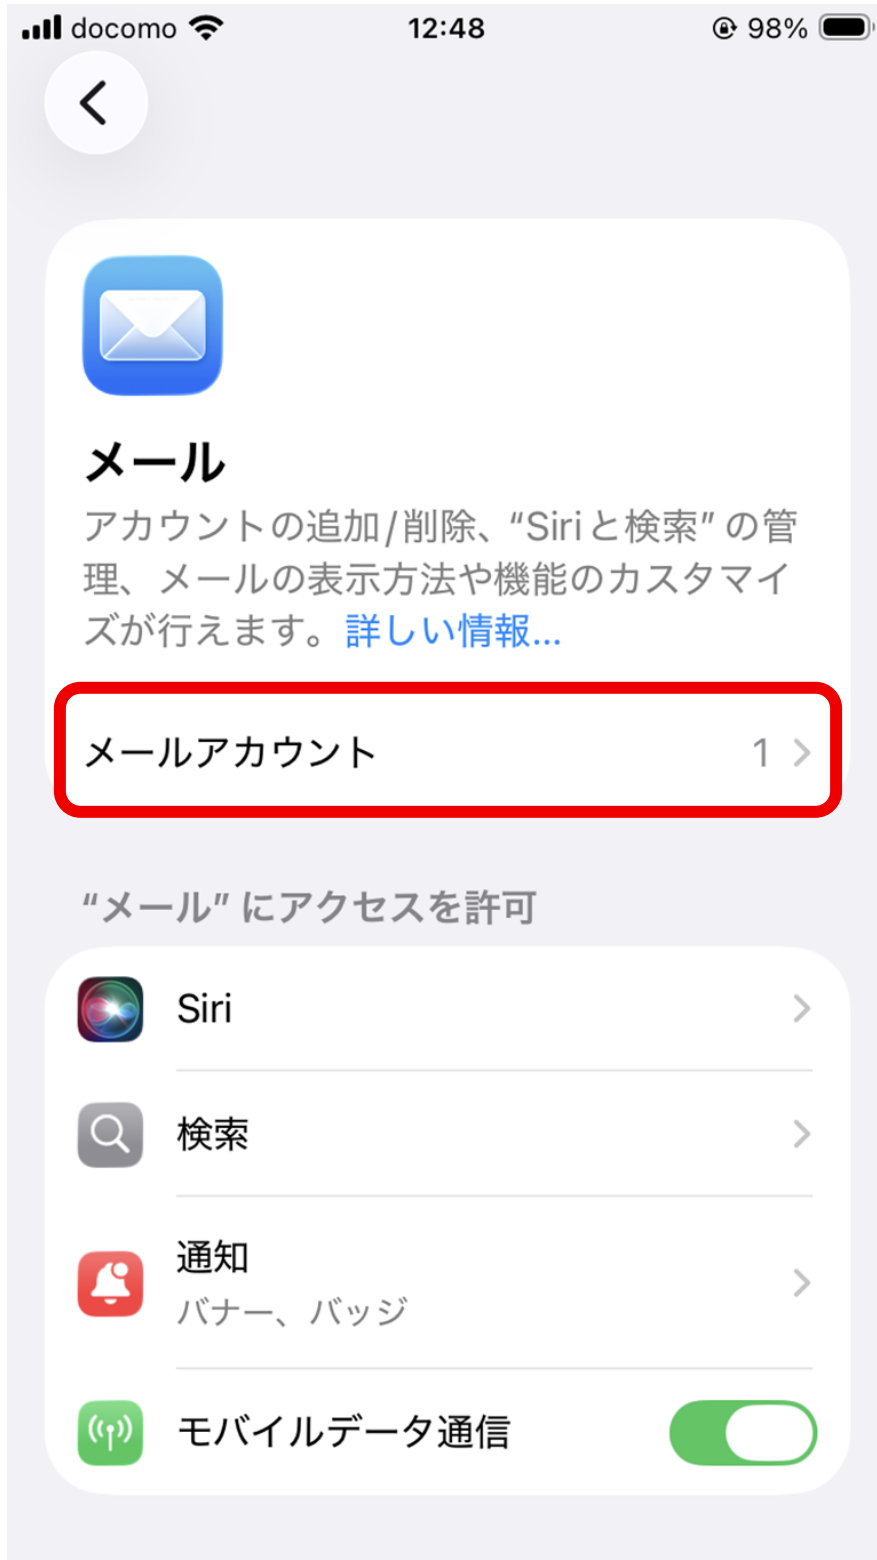 docomo 12:48 98%
メール
アカウントの追加/削除、“Siriと検索” の管
理、メールの表示方法や機能のカスタマイ
ズが行えます。詳しい情報...
メールアカウント 1
“メール” にアクセスを許可
Siri
検索
通知
バナー、バッジ
モバイルデータ通信